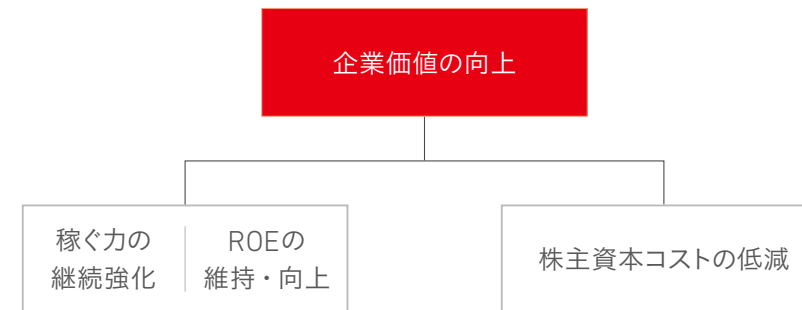 企業価値の向上
稼ぐ力の
継続強化
ROEの
維持・向上
株主資本コストの低減